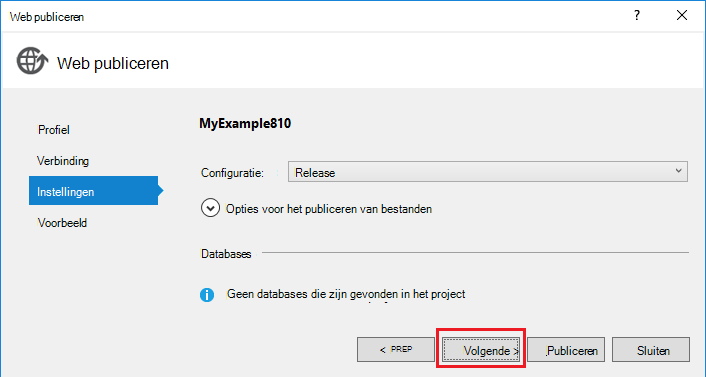 Web publiceren
?
Web publiceren
Profiel
Verbinding
Instellingen
Voorbeeld
MyExample810
Configuratie:
Release
Opties voor het publiceren van bestanden
Databases
Geen databases die zijn gevonden in het project
< PREP
Volgende >
Publiceren
Sluiten